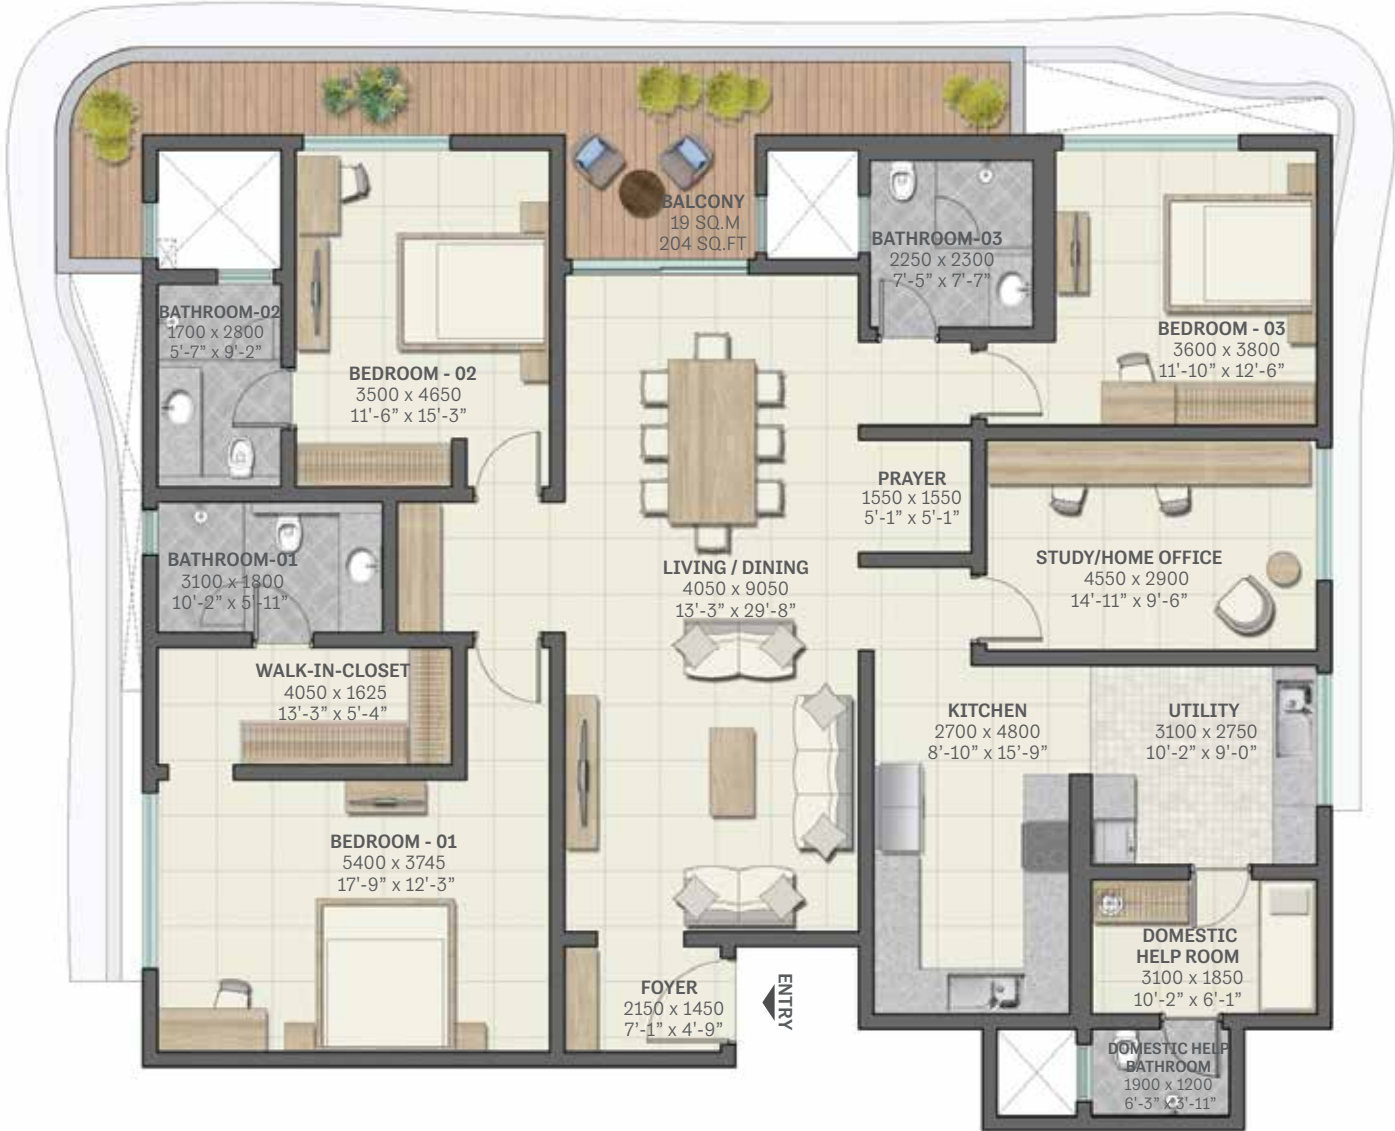 BALCONY
19 SQ.M
204 SQ.FT
BATHROOM-03
2250 x 2300
7'-5” x 7'-7”
BATHROOM-02
1700 x 2800
5'-7” x 9'-2”
BEDROOM - 02
3500 x 4650
11'-6” x 15'-3”
BEDROOM - 03
3600 x 3800
11'-10” x 12'-6”
PRAYER
1550 x 1550
5'-1” x 5'-1”
BATHROOM-01
3100 x 1800
10'-2” x 5'-11”
LIVING / DINING
4050 x 9050
13'-3” x 29'-8”
STUDY/HOME OFFICE
4550 x 2900
14'-11” x 9'-6”
WALK-IN-CLOSET
4050 x 1625
13'-3” x 5'-4”
KITCHEN
2700 x 4800
8'-10” x 15'-9”
UTILITY
3100 x 2750
10'-2” x 9'-0”
BEDROOM - 01
5400 x 3745
17'-9” x 12'-3”
FOYER
2150 x 1450
7'-1” x 4'-9”
ENTRY
DOMESTIC
HELP ROOM
3100 x 1850
10'-2” x 6'-1”
DOMESTIC HELP
BATHROOM
1900 x 1200
6'-3” x 3'-11”